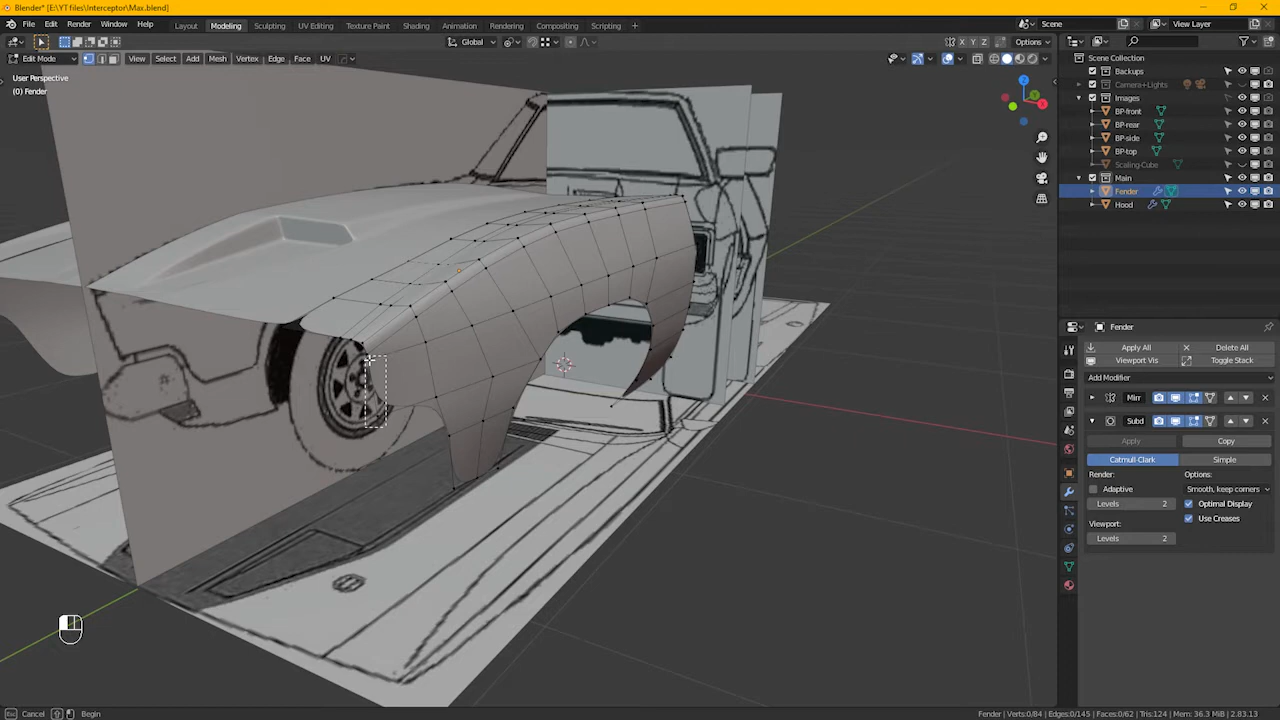 Blender* [E:\YT files\Interceptor\Max.blend]
File Edit Render Window Help Layout Modeling Sculpting UV Editing Texture Paint Shading Animation Rendering Compositing Scripting + Scene View Layer
Global X Y Z Options
Edit Mode View Select Add Mesh Vertex Edge Face UV
User Perspective
(0) Fender
Scene Collection
Backups
Camera+Lights
Images
BP-front
BP-rear
BP-side
BP-top
Scaling-Cube
Main
Fender
Hood
Fender
Apply All Delete All
Viewport Vis Toggle Stack
Add Modifier
Mirr
Subd
Apply Copy
Catmull-Clark Simple
Render: Options:
Adaptive Smooth, keep corners
Levels 2 Optimal Display
Viewport: Use Creases
Levels 2
Cancel Begin Fender | Verts:0/84 | Edges:0/145 | Faces:0/62 | Tris:124 | Mem: 36.3 MiB | 2.83.13